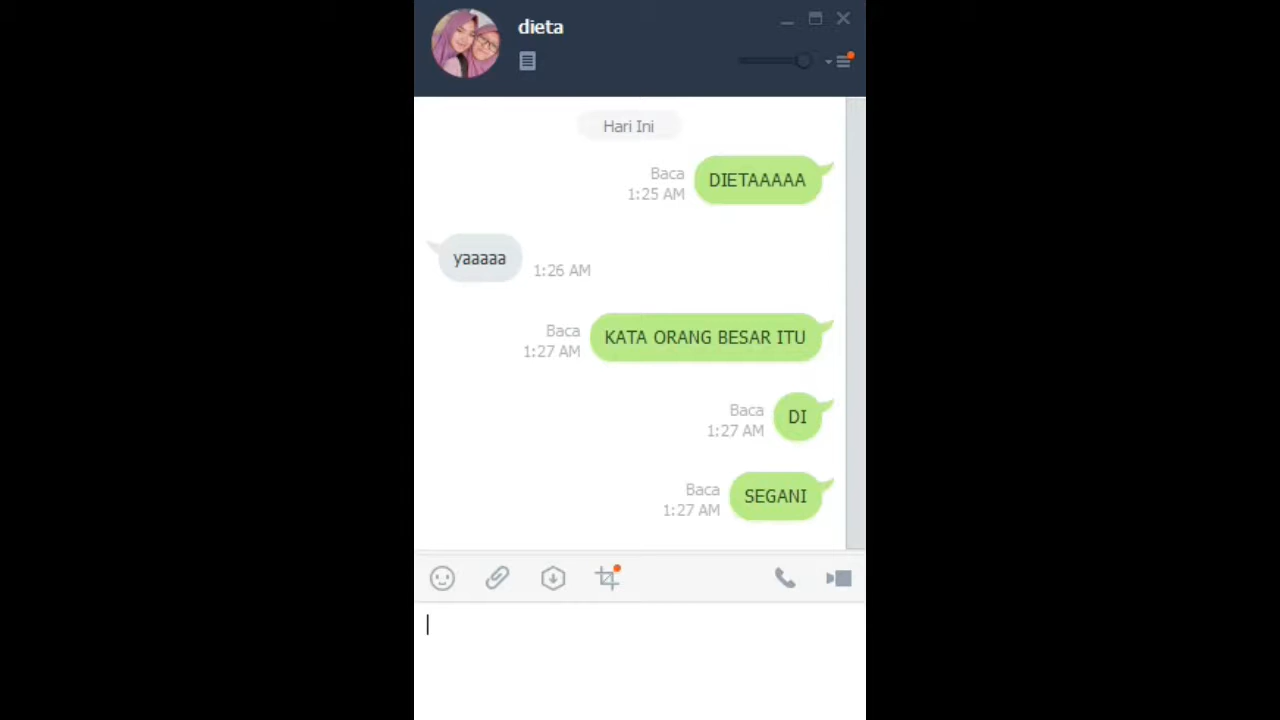 dieta
Hari Ini
Baca
1:25 AM
DIETAAAAA
yaaaaa
1:26 AM
Baca
1:27 AM
KATA ORANG BESAR ITU
Baca
1:27 AM
DI
Baca
1:27 AM
SEGANI